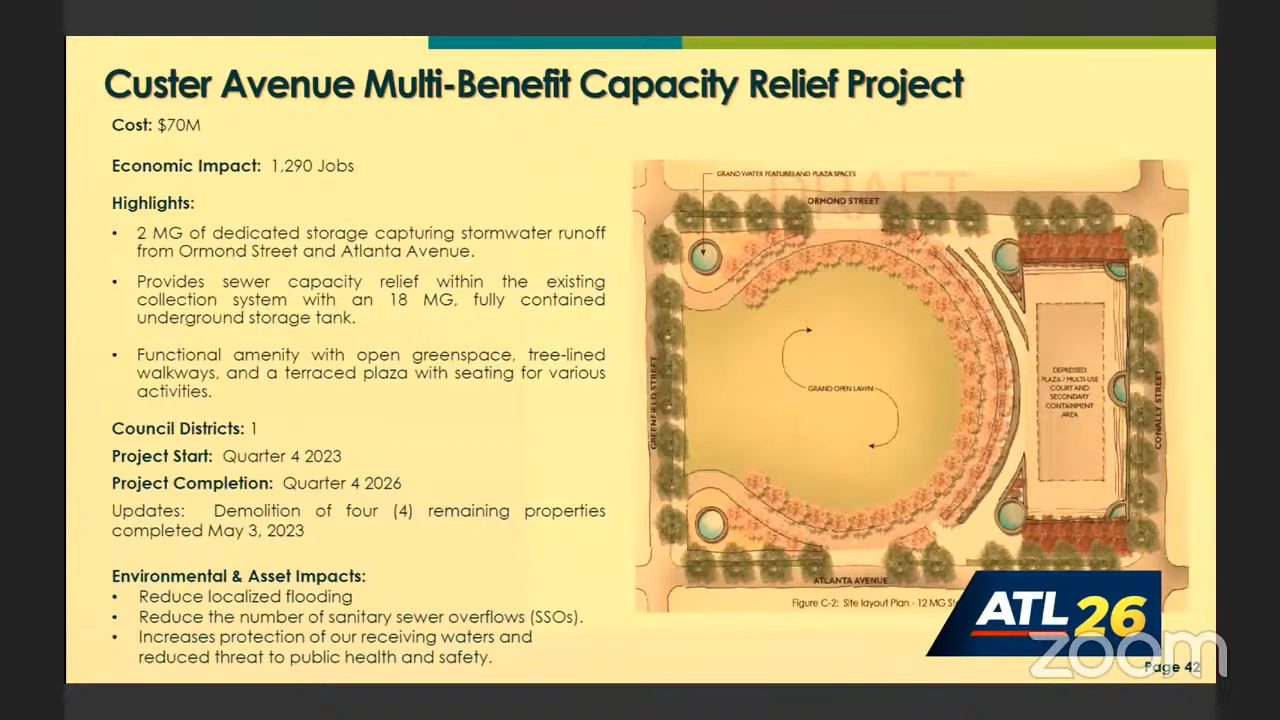 Custer Avenue Multi-Benefit Capacity Relief Project
Cost: $70M
Economic Impact: 1,290 Jobs
Highlights:
• 2 MG of dedicated storage capturing stormwater runoff
from Ormond Street and Atlanta Avenue.
• Provides sewer capacity relief within the existing
collection system with an 18 MG, fully contained
underground storage tank.
• Functional amenity with open greenspace, tree-lined
walkways, and a terraced plaza with seating for various
activities.
Council Districts: 1
Project Start: Quarter 4 2023
Project Completion: Quarter 4 2026
Updates: Demolition of four (4) remaining properties
completed May 3, 2023
Environmental & Asset Impacts:
• Reduce localized flooding
• Reduce the number of sanitary sewer overflows (SSOs).
• Increases protection of our receiving waters and
reduced threat to public health and safety.
GRAND WATER FEATURES AND PLAZA SPACES
DRAFT
ORMOND STREET
GREENFIELD STREET
GRAND OPEN LAWN
DEPRESSED
PLAZA / MULTI-USE
COURT AND
SECONDARY
CONTAINMENT
AREA
CONALLY STREET
ATLANTA AVENUE
Figure C-2: Site layout Plan - 12 MG
ATL 26
zoom
Page 42